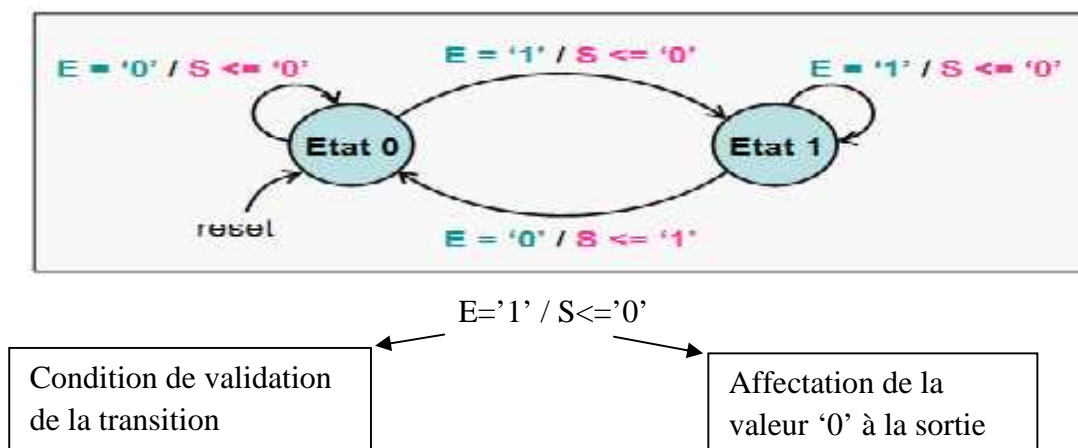 E = ‘1’ / S <= ‘0’
E = ‘0’ / S <= ‘0’
E = ‘1’ / S <= ‘0’
Etat 0
Etat 1
reset
E = ‘0’ / S <= ‘1’
E=’1’ / S<=’0’
Condition de validation
de la transition
Affectation de la
valeur ‘0’ à la sortie